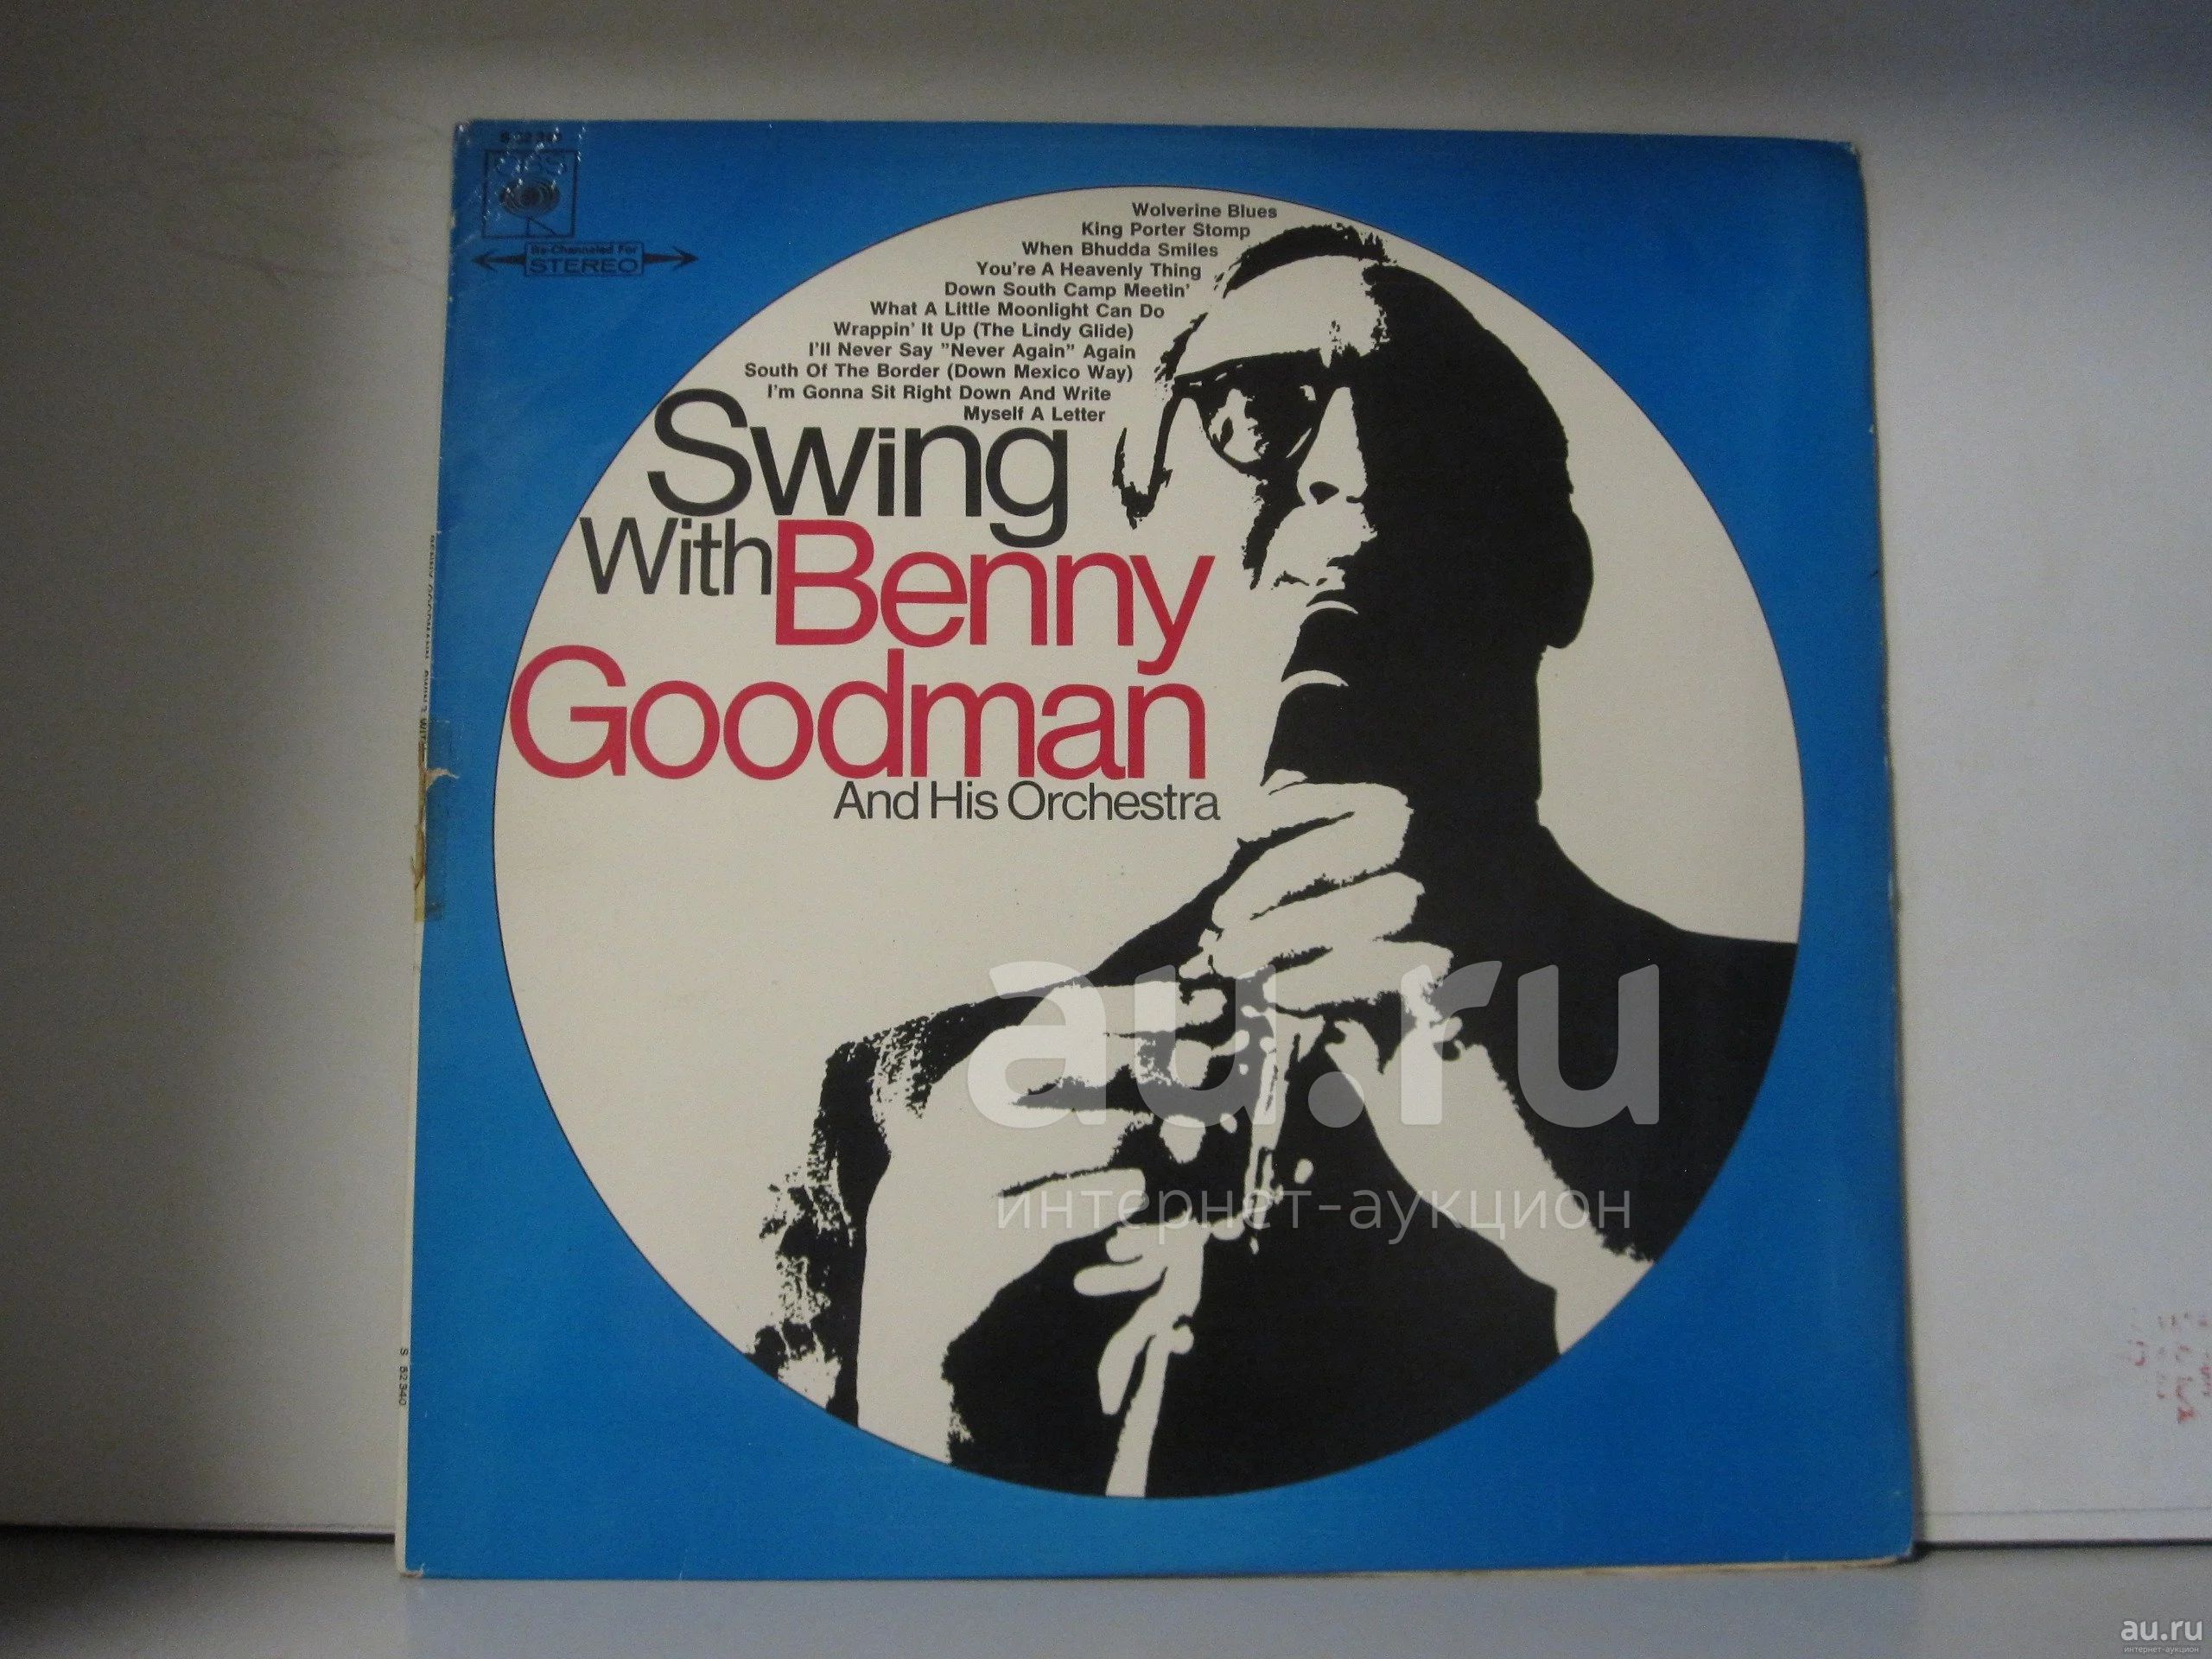 CBS
Re-Channeled For
STEREO
Wolverine Blues
King Porter Stomp
When Bhudda Smiles
You're A Heavenly Thing
Down South Camp Meetin'
What A Little Moonlight Can Do
Wrappin' It Up (The Lindy Glide)
I'll Never Say "Never Again" Again
South Of The Border (Down Mexico Way)
I'm Gonna Sit Right Down And Write
Myself A Letter
Swing
With Benny
Goodman
And His Orchestra
S 52340
au.ru
интернет-аукцион
au.ru
интернет-аукцион